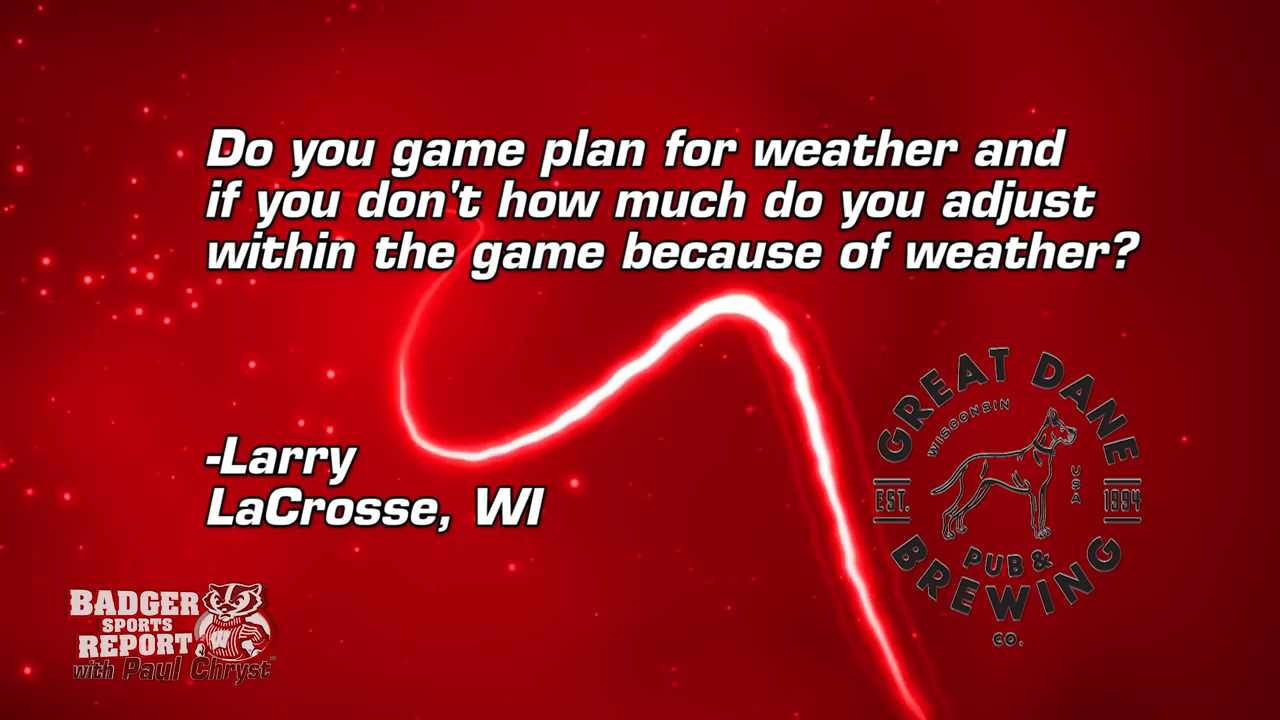 Do you game plan for weather and
if you don't how much do you adjust
within the game because of weather?
-Larry
LaCrosse, WI
GREAT DANE
WISCONSIN
USA
EST. 1994
PUB &
BREWING
CO.
BADGER
SPORTS
REPORT
W
with Paul Chryst